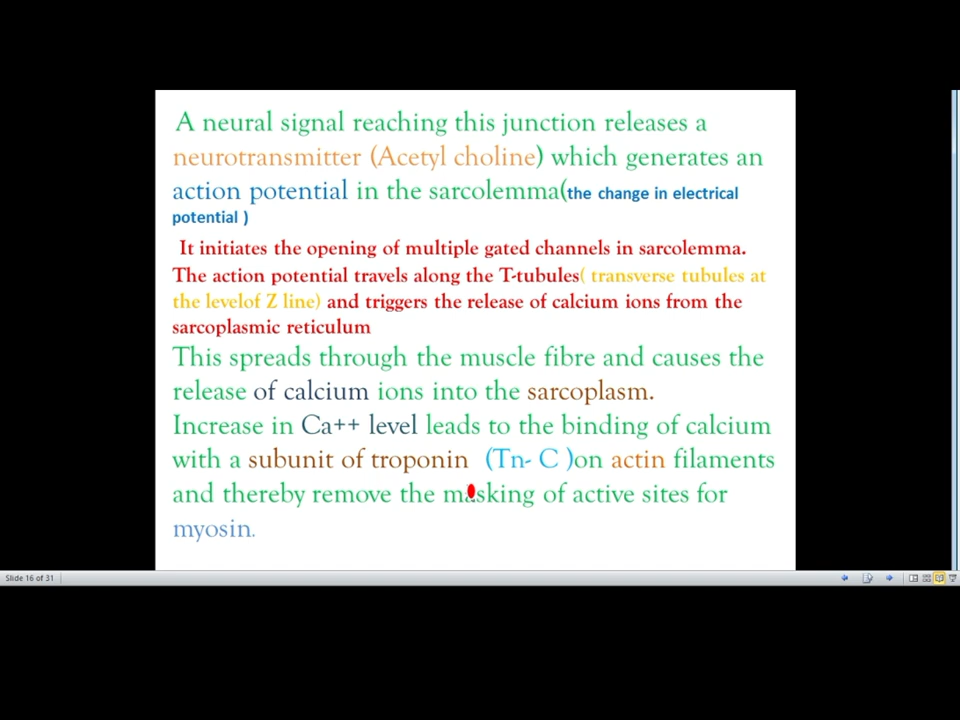 A neural signal reaching this junction releases a
neurotransmitter (Acetyl choline) which generates an
action potential in the sarcolemma(the change in electrical
potential )
It initiates the opening of multiple gated channels in sarcolemma.
The action potential travels along the T-tubules( transverse tubules at
the levelof Z line) and triggers the release of calcium ions from the
sarcoplasmic reticulum
This spreads through the muscle fibre and causes the
release of calcium ions into the sarcoplasm.
Increase in Ca++ level leads to the binding of calcium
with a subunit of troponin (Tn- C )on actin filaments
and thereby remove the masking of active sites for
myosin.
Slide 16 of 31